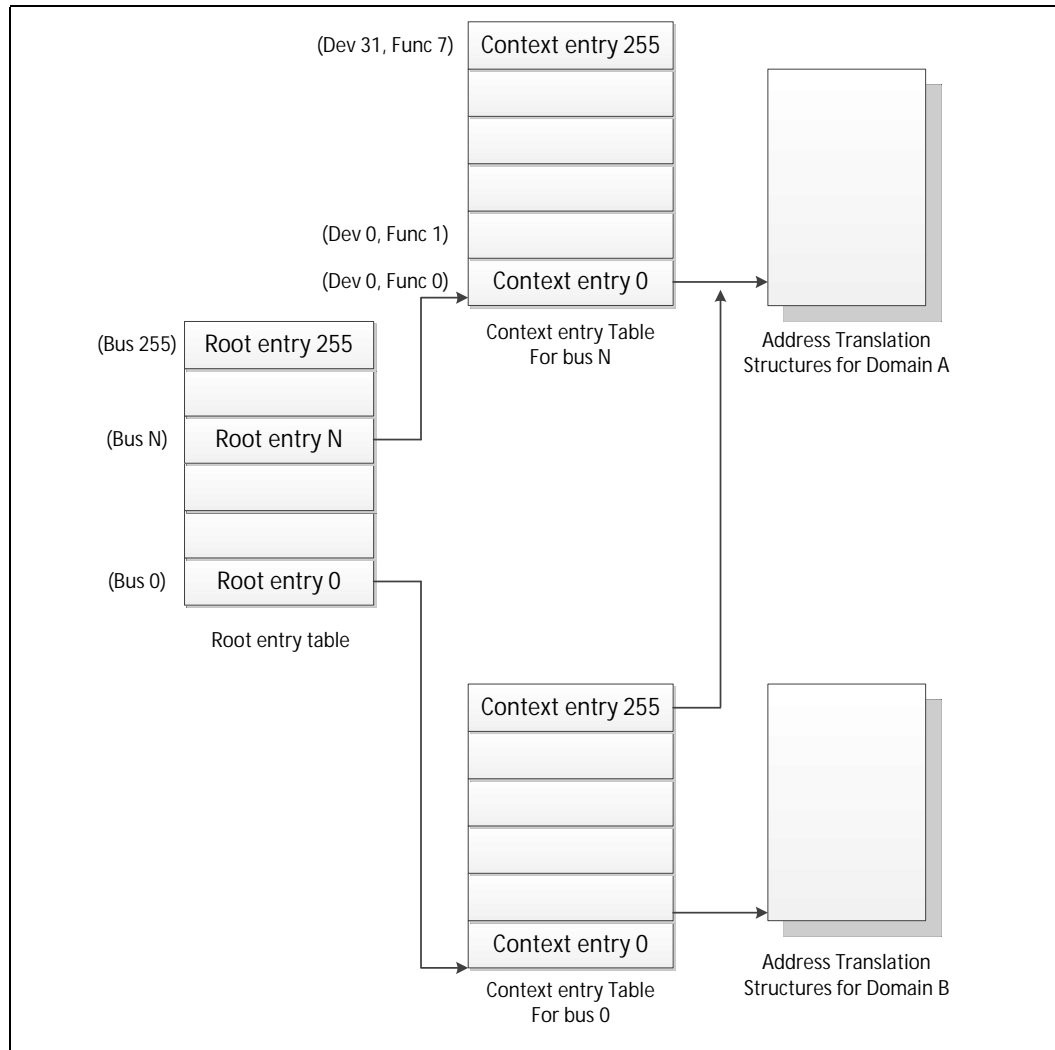 (Dev 31, Func 7)
Context entry 255
(Dev 0, Func 1)
(Dev 0, Func 0)
Context entry 0
Context entry Table
For bus N
Address Translation
Structures for Domain A
(Bus 255)
Root entry 255
(Bus N)
Root entry N
(Bus 0)
Root entry 0
Root entry table
Context entry 255
Context entry 0
Context entry Table
For bus 0
Address Translation
Structures for Domain B